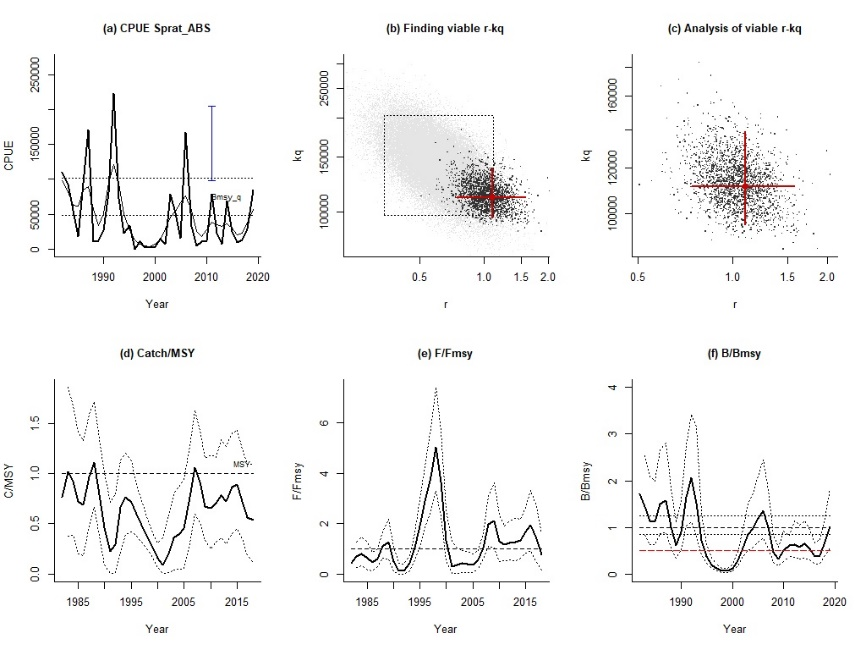 (a) CPUE Sprat_ABS
CPUE
0
50000
150000
250000
Bmsy_q
1990
2000
2010
2020
Year
(b) Finding viable r-kq
kq
100000
150000
250000
0.5
1.0
1.5
2.0
r
(c) Analysis of viable r-kq
kq
100000
120000
160000
0.5
1.0
1.5
2.0
r
(d) Catch/MSY
C/MSY
0.0
0.5
1.0
1.5
MSY
1985
1995
2005
2015
Year
(e) F/Fmsy
F/Fmsy
0
2
4
6
1985
1995
2005
2015
Year
(f) B/Bmsy
B/Bmsy
0
1
2
3
4
1990
2000
2010
2020
Year